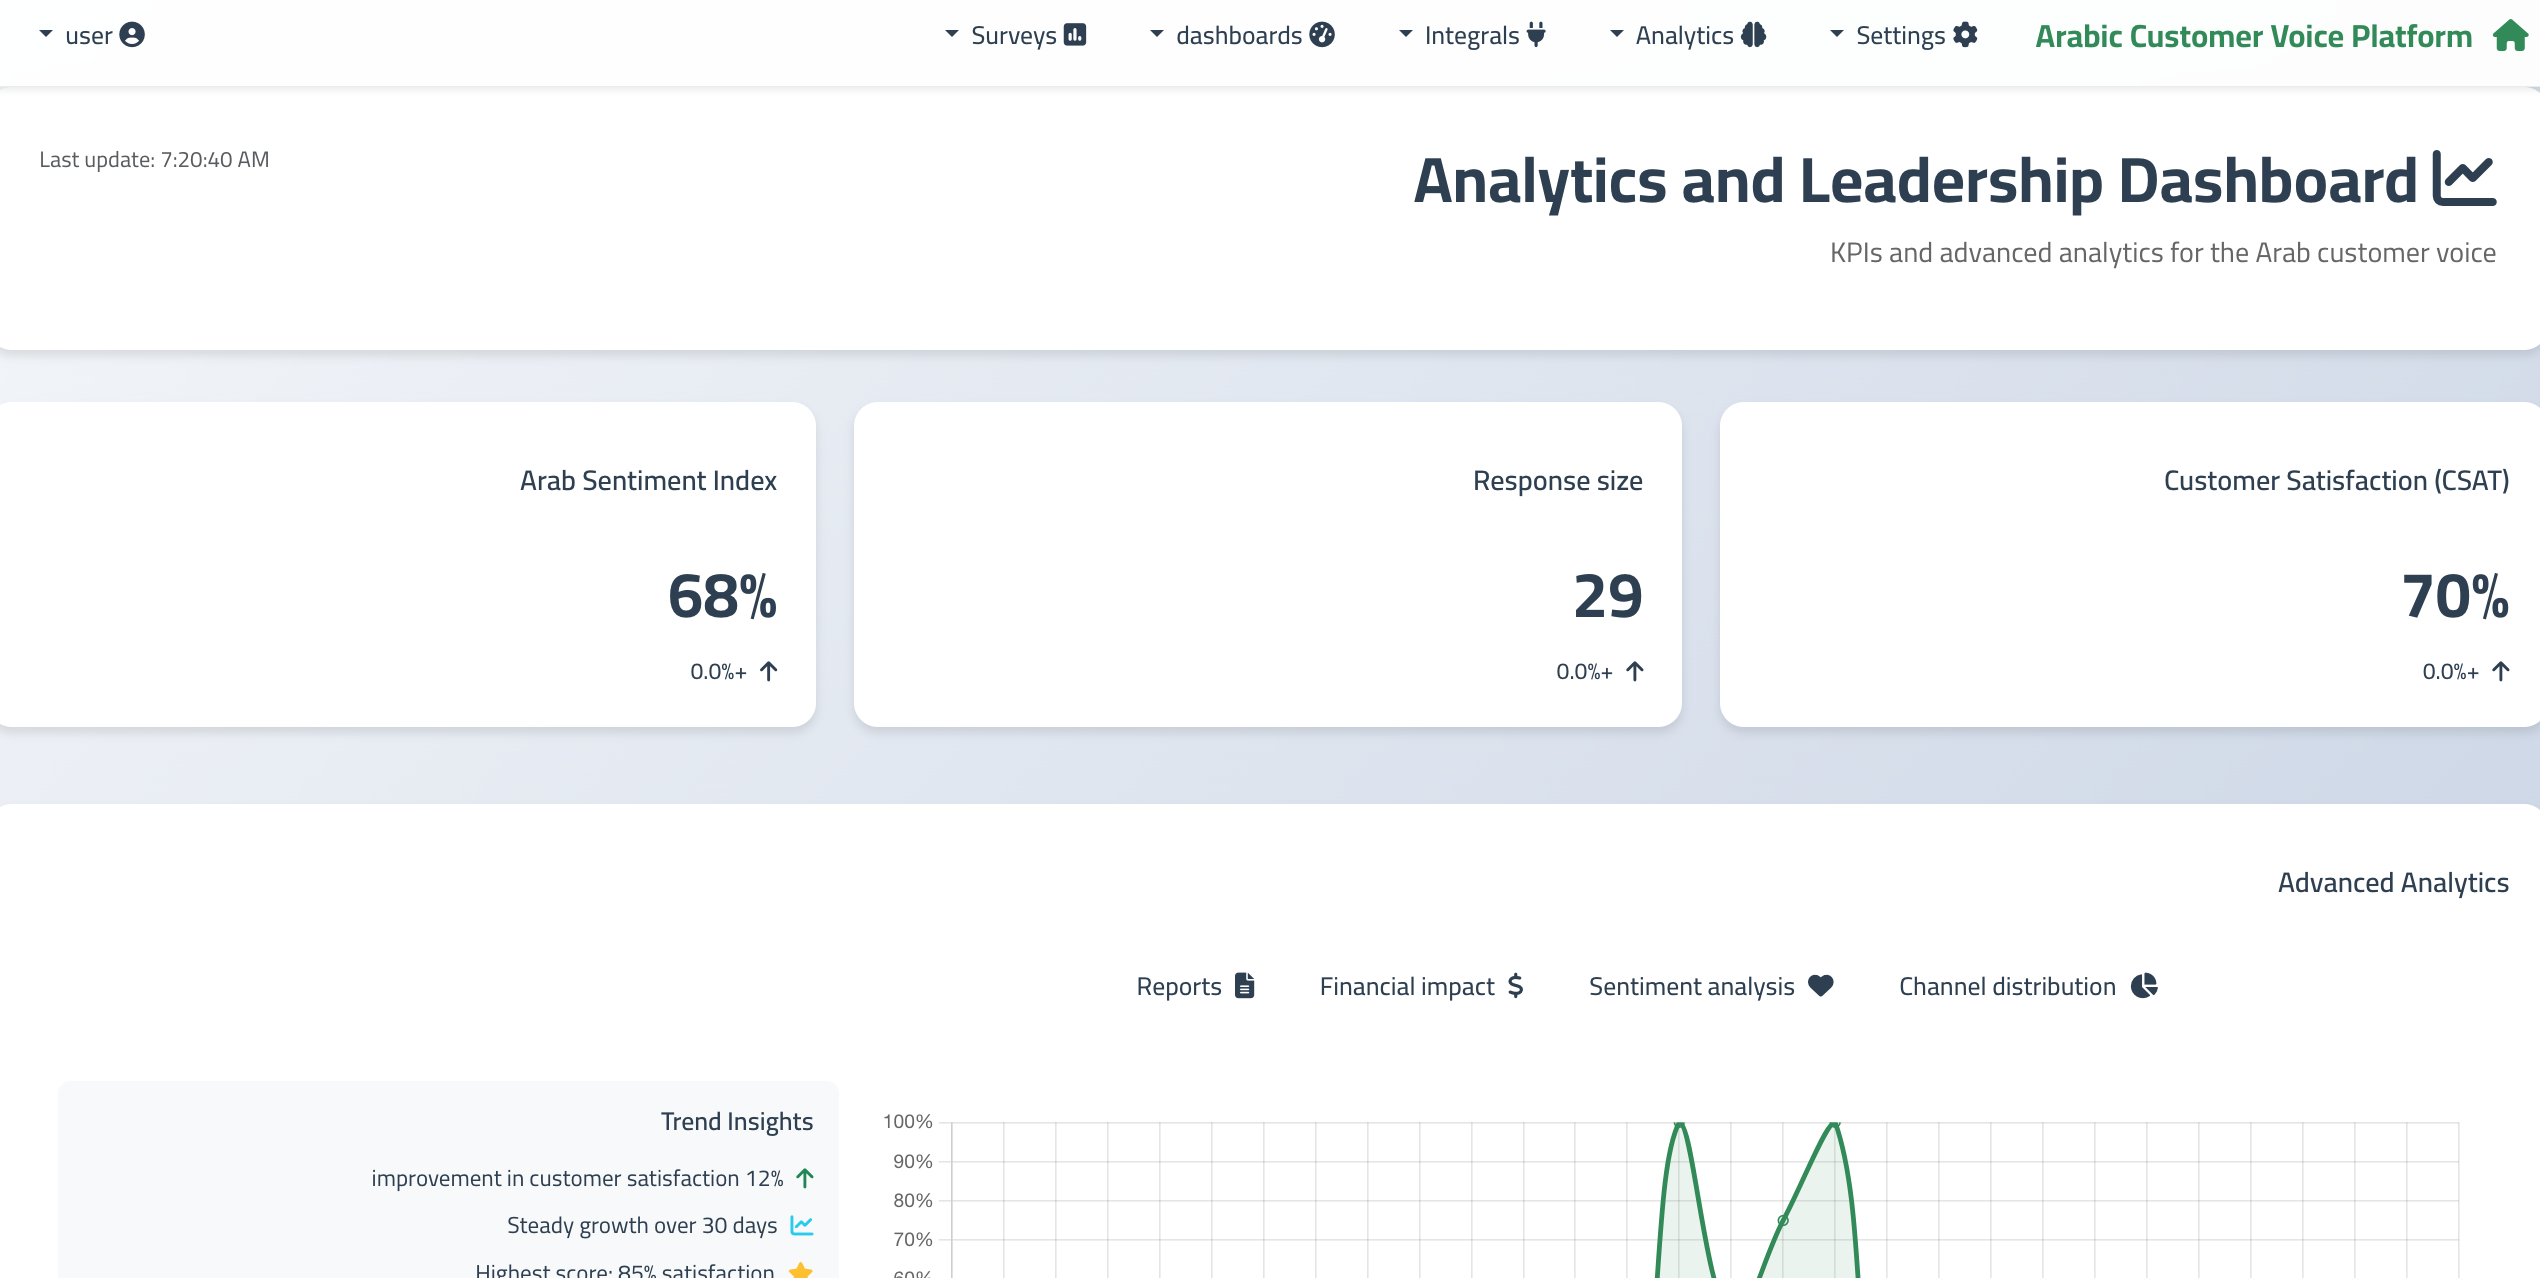 user
Surveys
dashboards
Integrals
Analytics
Settings
Arabic Customer Voice Platform
Last update: 7:20:40 AM
Analytics and Leadership Dashboard
KPIs and advanced analytics for the Arab customer voice
Arab Sentiment Index
68%
0.0%+
Response size
29
0.0%+
Customer Satisfaction (CSAT)
70%
0.0%+
Advanced Analytics
Reports
Financial impact
Sentiment analysis
Channel distribution
Trend Insights
improvement in customer satisfaction 12%
Steady growth over 30 days
Highest score: 85% satisfaction
100%
90%
80%
70%
60%